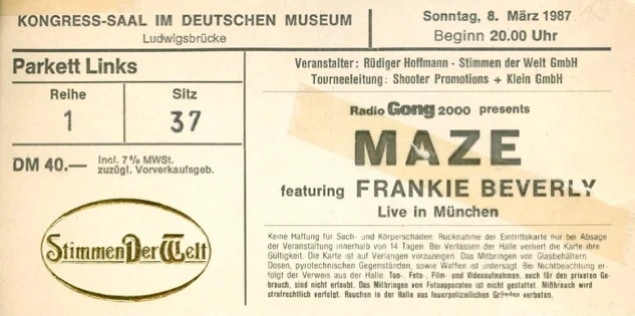 KONGRESS-SAAL IM DEUTSCHEN MUSEUM
Ludwigsbrücke
Sonntag, 8. März 1987
Beginn 20.00 Uhr
Parkett Links
Reihe
1
Sitz
37
DM 40.— Incl. 7% MWSt.
zuzügl. Vorverkaufsgeb.
Stimmen Der Welt
Veranstalter: Rüdiger Hoffmann - Stimmen der Welt GmbH
Tourneeleitung: Shooter Promotions + Klein GmbH
Radio Gong 2000 presents
MAZE
featuring FRANKIE BEVERLY
Live in München
Keine Haftung für Sach- und Körperschäden. Rücknahme der Eintrittskarte nur bei Absage
der Veranstaltung innerhalb von 14 Tagen. Bei Verlassen der Halle verliert die Karte ihre
Gültigkeit. Die Karte ist auf Verlangen vorzuzeigen. Das Mitbringen von Glasbehältern,
Dosen, pyrotechnischen Gegenständen, sowie Waffen ist untersagt. Bei Nichtbeachtung er-
folgt der Verweis aus der Halle. Ton-, Foto-, Film- und Videoaufnahmen, auch für den privaten Ge-
brauch, sind nicht erlaubt. Das Mitbringen von Fotoapparaten ist nicht gestattet. Mißbrauch wird
strafrechtlich verfolgt. Rauchen in der Halle aus feuerpolizeilichen Gründen verboten.